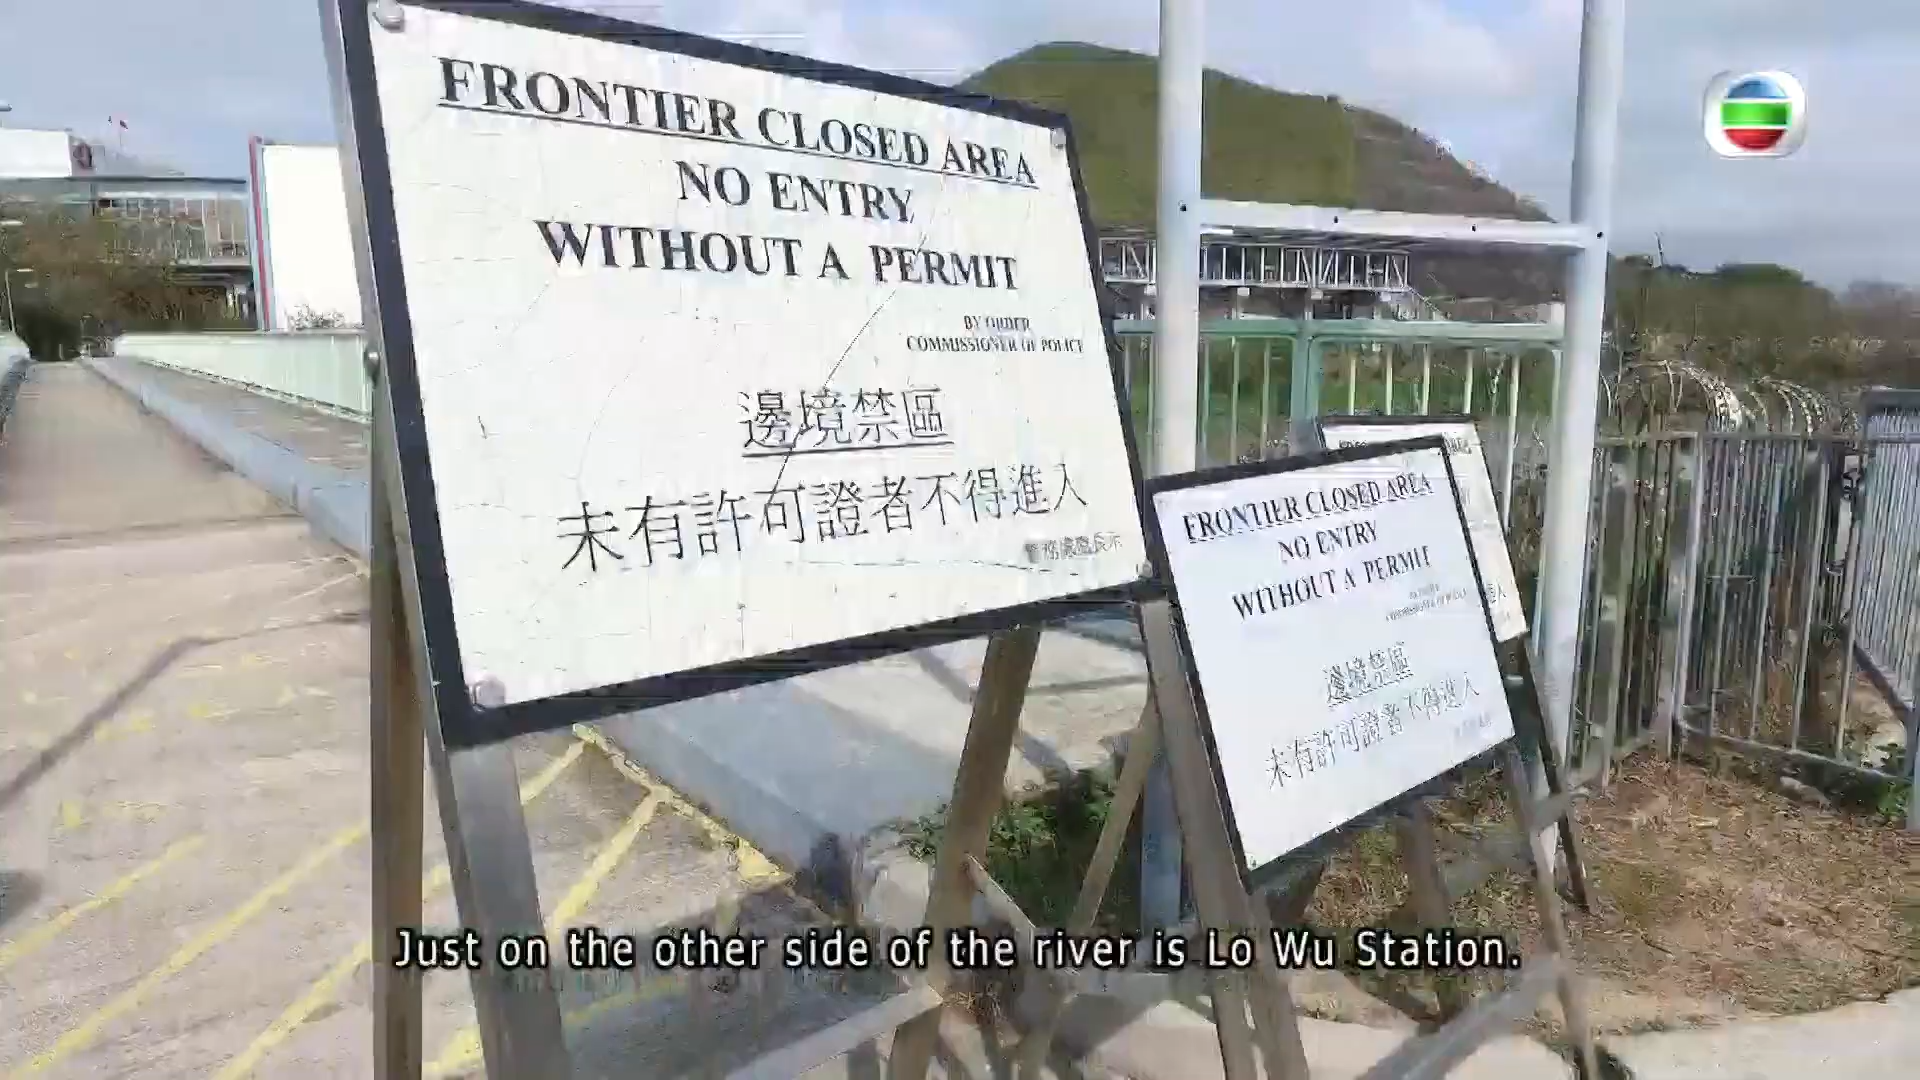 FRONTIER CLOSED AREA
NO ENTRY
WITHOUT A PERMIT
BY ORDER
COMMISSIONER OF POLICE
邊境禁區
未有許可證者不得進入
FRONTIER CLOSED AREA
NO ENTRY
WITHOUT A PERMIT
邊境禁區
未有許可證者不得進入
Just on the other side of the river is Lo Wu Station.